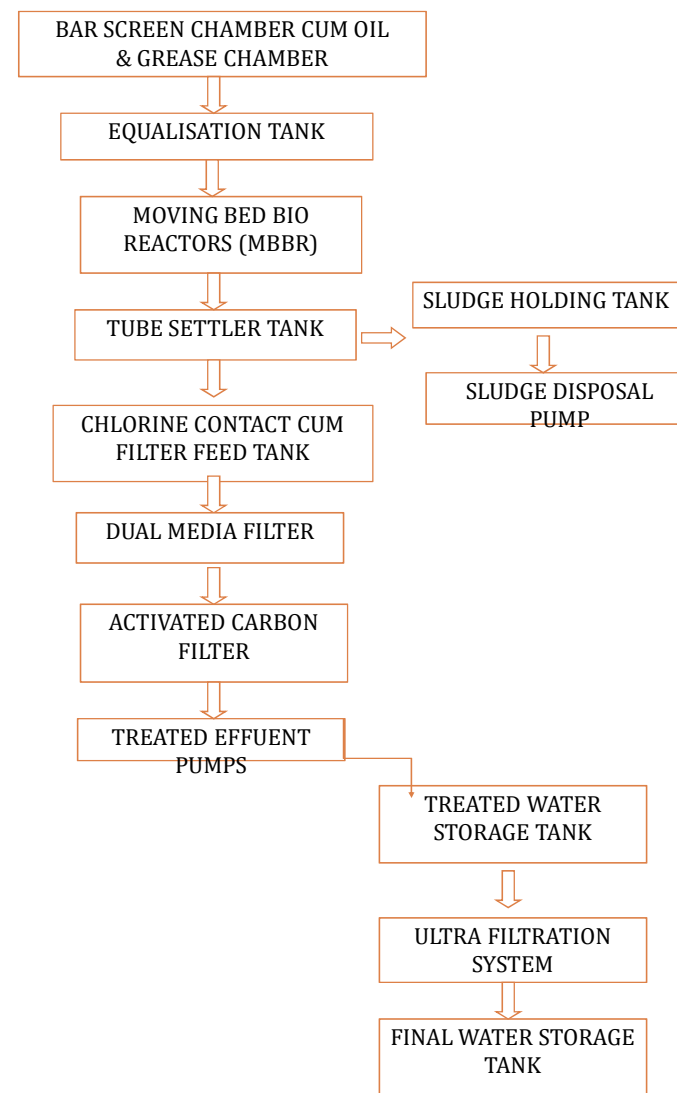 BAR SCREEN CHAMBER CUM OIL
& GREASE CHAMBER
EQUALISATION TANK
MOVING BED BIO
REACTORS (MBBR)
TUBE SETTLER TANK
SLUDGE HOLDING TANK
SLUDGE DISPOSAL
PUMP
CHLORINE CONTACT CUM
FILTER FEED TANK
DUAL MEDIA FILTER
ACTIVATED CARBON
FILTER
TREATED EFFUENT
PUMPS
TREATED WATER
STORAGE TANK
ULTRA FILTRATION
SYSTEM
FINAL WATER STORAGE
TANK